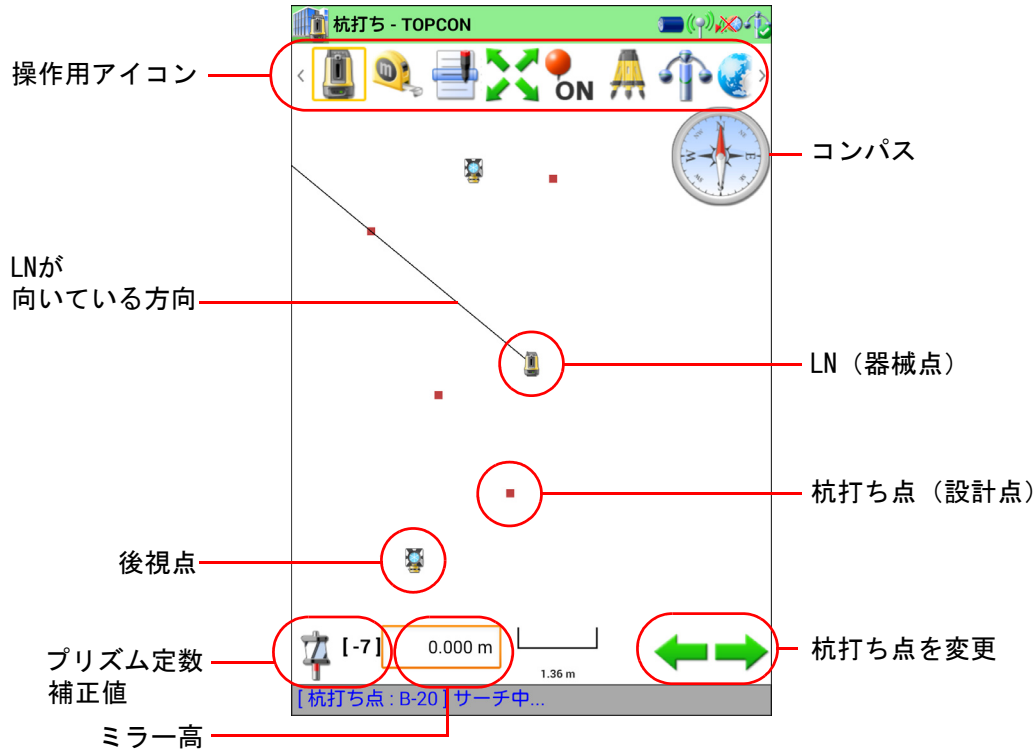 杭打ち - TOPCON
操作用アイコン
m
ON
コンパス
N
E
W
LNが
向いている方向
LN（器械点）
杭打ち点（設計点）
後視点
プリズム定数
補正値
[ -7 ]
0.000 m
1.36 m
杭打ち点を変更
[ 杭打ち点 : B-20 ] サーチ中...
ミラー高